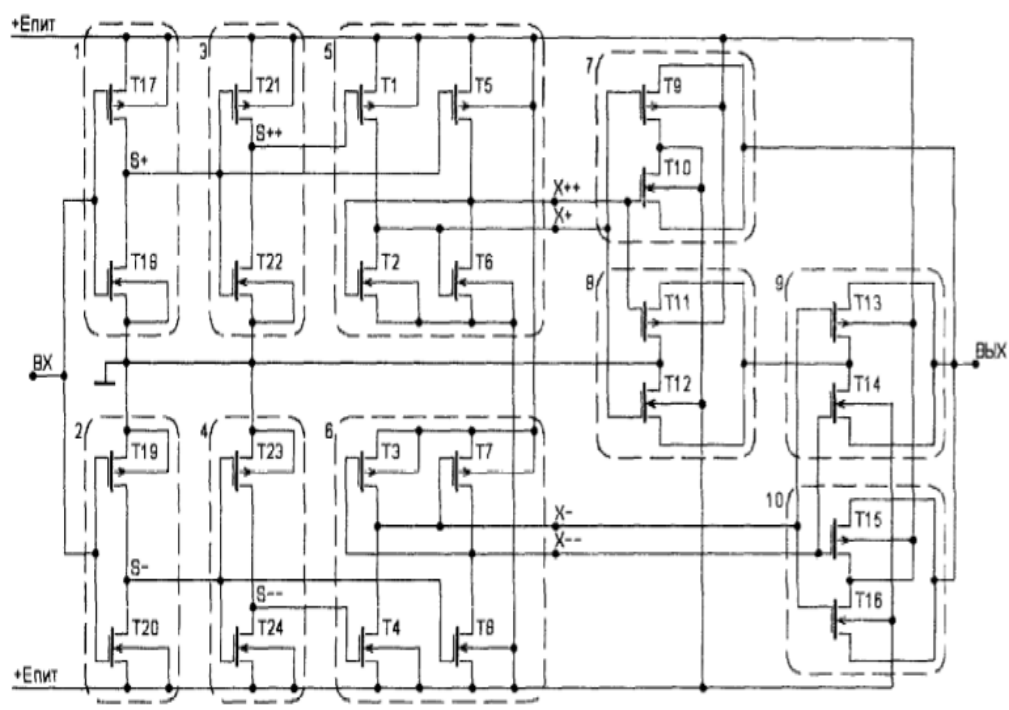 +Епит
1
3
5
7
T17
T21
T1
T5
T9
S++
S+
T10
X++
X+
T18
T22
T2
T6
8
9
T11
T13
ВХ
ВЫХ
T12
T14
2
4
6
T19
T23
T3
T7
10
X-
T15
X--
S-
S--
T16
T20
T24
T4
T8
+Епит